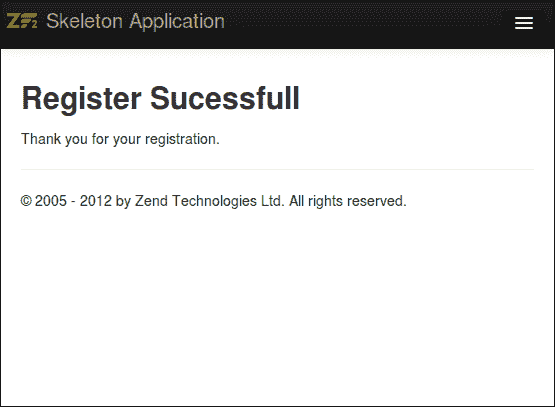 ZF2 Skeleton Application
Register Sucessfull
Thank you for your registration.
© 2005 - 2012 by Zend Technologies Ltd. All rights reserved.